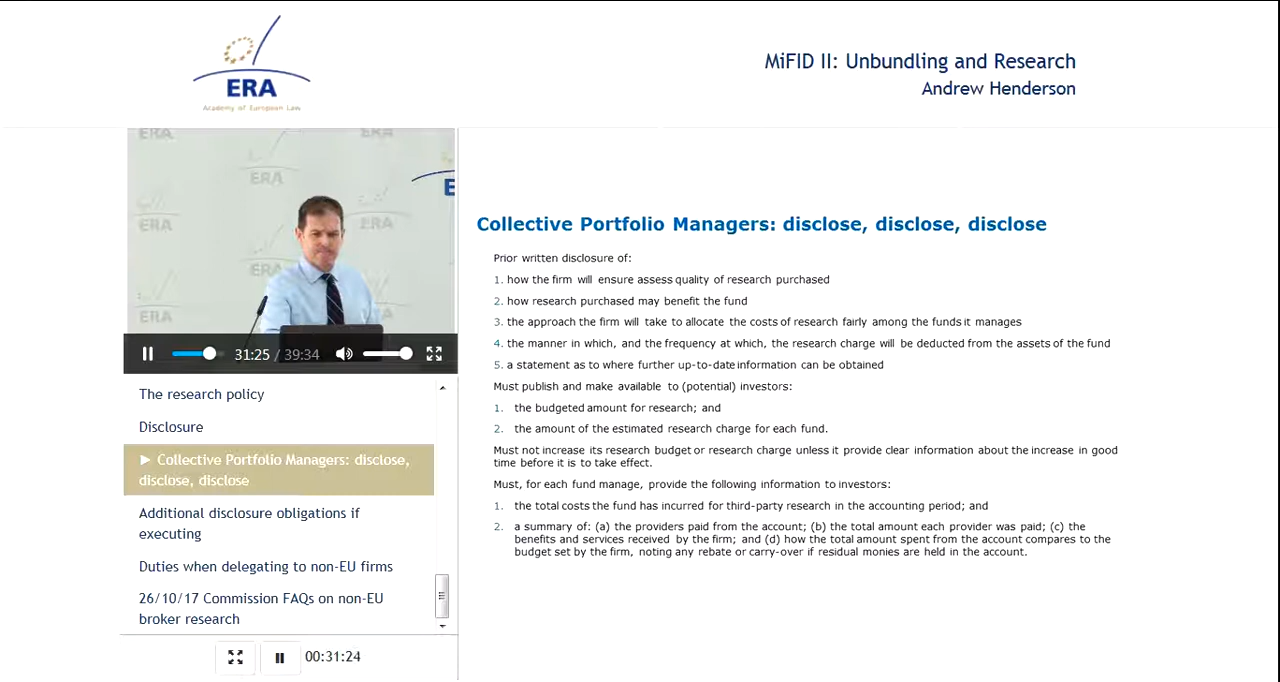 ERA
Academy of European Law
MiFID II: Unbundling and Research
Andrew Henderson
ERA
ERA
ERA
E
ERA
ERA
ERA
ERA
31:25 / 39:34
The research policy
Disclosure
► Collective Portfolio Managers: disclose,
disclose, disclose
Additional disclosure obligations if
executing
Duties when delegating to non-EU firms
26/10/17 Commission FAQs on non-EU
broker research
00:31:24
Collective Portfolio Managers: disclose, disclose, disclose
Prior written disclosure of:
1. how the firm will ensure assess quality of research purchased
2. how research purchased may benefit the fund
3. the approach the firm will take to allocate the costs of research fairly among the funds it manages
4. the manner in which, and the frequency at which, the research charge will be deducted from the assets of the fund
5. a statement as to where further up-to-date information can be obtained
Must publish and make available to (potential) investors:
1. the budgeted amount for research; and
2. the amount of the estimated research charge for each fund.
Must not increase its research budget or research charge unless it provide clear information about the increase in good
time before it is to take effect.
Must, for each fund manage, provide the following information to investors:
1. the total costs the fund has incurred for third-party research in the accounting period; and
2. a summary of: (a) the providers paid from the account; (b) the total amount each provider was paid; (c) the
benefits and services received by the firm; and (d) how the total amount spent from the account compares to the
budget set by the firm, noting any rebate or carry-over if residual monies are held in the account.